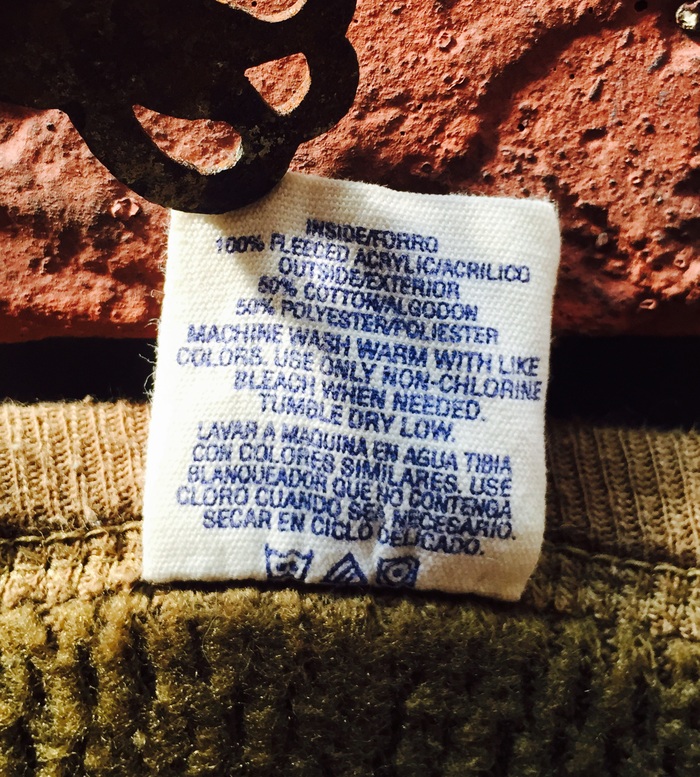 INSIDE/FORRO
100% FLEECED ACRYLIC/ACRILICO
OUTSIDE/EXTERIOR
50% COTTON/ALGODON
50% POLYESTER/POLIESTER
MACHINE WASH WARM WITH LIKE
COLORS. USE ONLY NON-CHLORINE
BLEACH WHEN NEEDED.
TUMBLE DRY LOW.
LAVAR A MAQUINA EN AGUA TIBIA
CON COLORES SIMILARES. USE
BLANQUEADOR QUE NO CONTENGA
CLORO CUANDO SEA NECESARIO.
SECAR EN CICLO DELICADO.